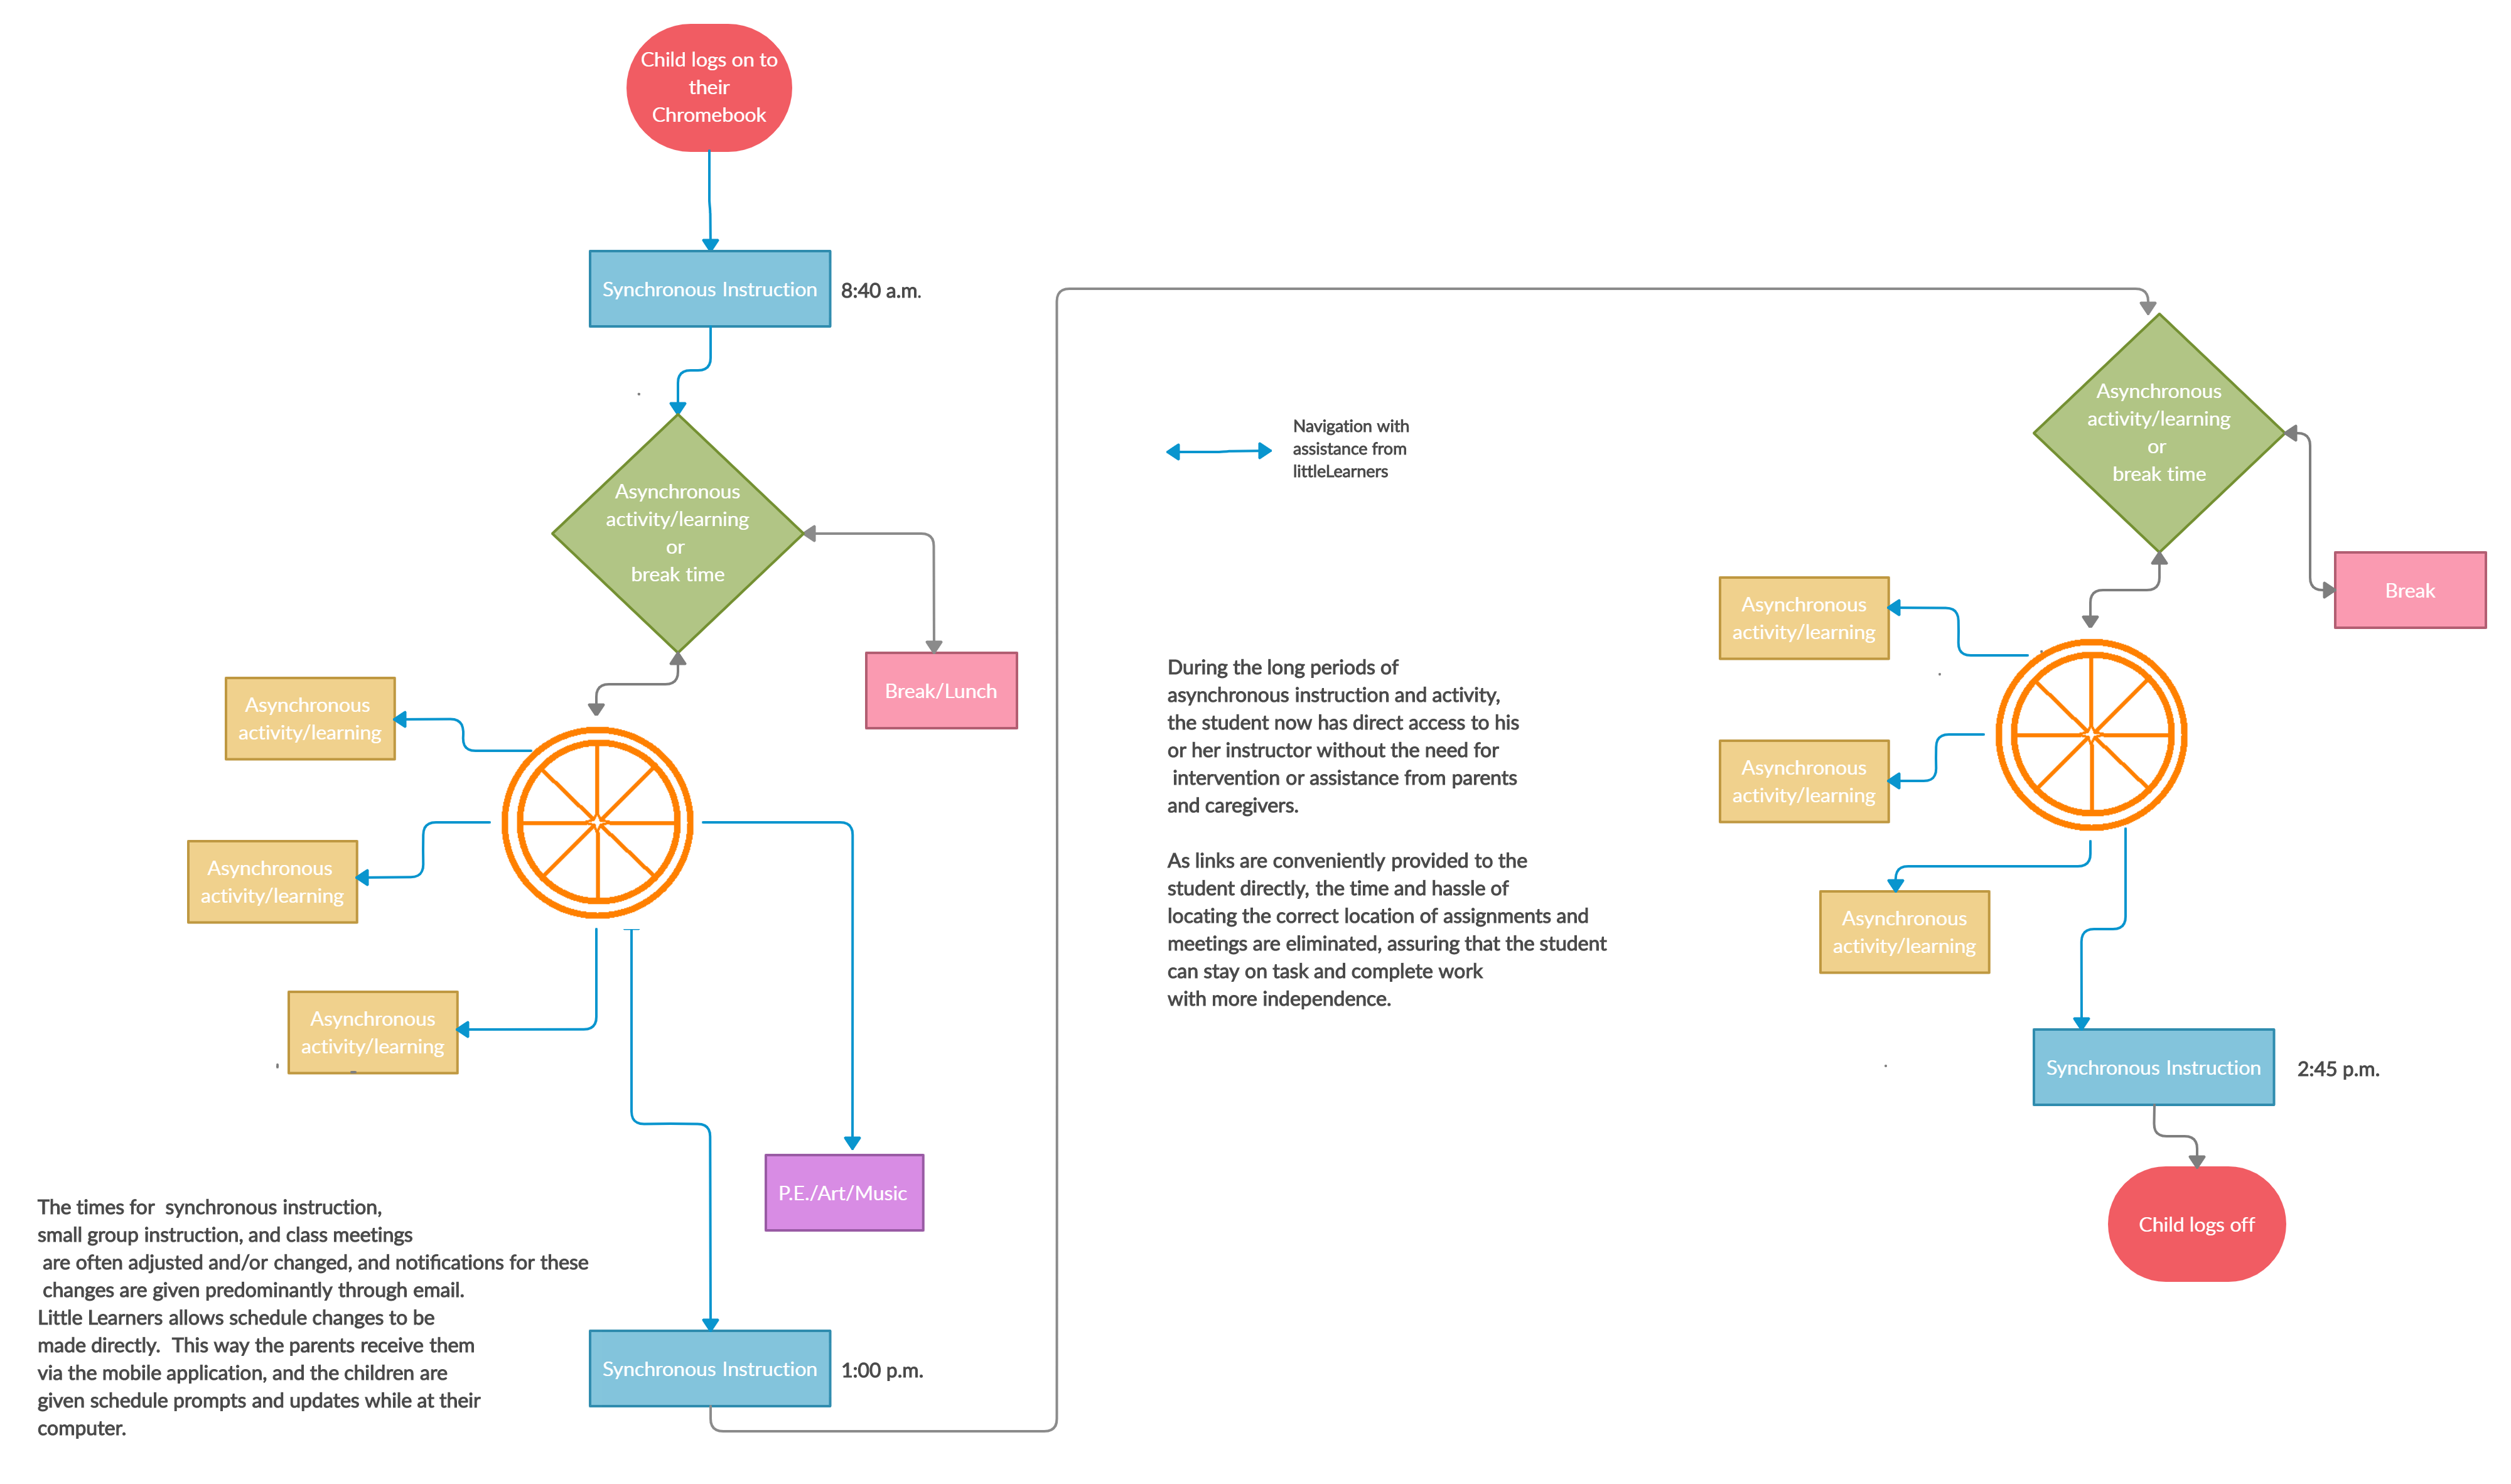 Child logs on to
their
Chromebook
Synchronous Instruction
8:40 a.m.
Asynchronous
activity/learning
or
break time
Break/Lunch
Asynchronous
activity/learning
Asynchronous
activity/learning
Asynchronous
activity/learning
P.E./Art/Music
Synchronous Instruction
1:00 p.m.
The times for  synchronous instruction,
small group instruction, and class meetings
are often adjusted and/or changed, and notifications for these
changes are given predominantly through email.
Little Learners allows schedule changes to be
made directly.  This way the parents receive them
via the mobile application, and the children are
given schedule prompts and updates while at their
computer.
Navigation with
assistance from
littleLearners
During the long periods of
asynchronous instruction and activity,
the student now has direct access to his
or her instructor without the need for
intervention or assistance from parents
and caregivers.
As links are conveniently provided to the
student directly, the time and hassle of
locating the correct location of assignments and
meetings are eliminated, assuring that the student
can stay on task and complete work
with more independence.
Asynchronous
activity/learning
or
break time
Break
Asynchronous
activity/learning
Asynchronous
activity/learning
Asynchronous
activity/learning
Synchronous Instruction
2:45 p.m.
Child logs off